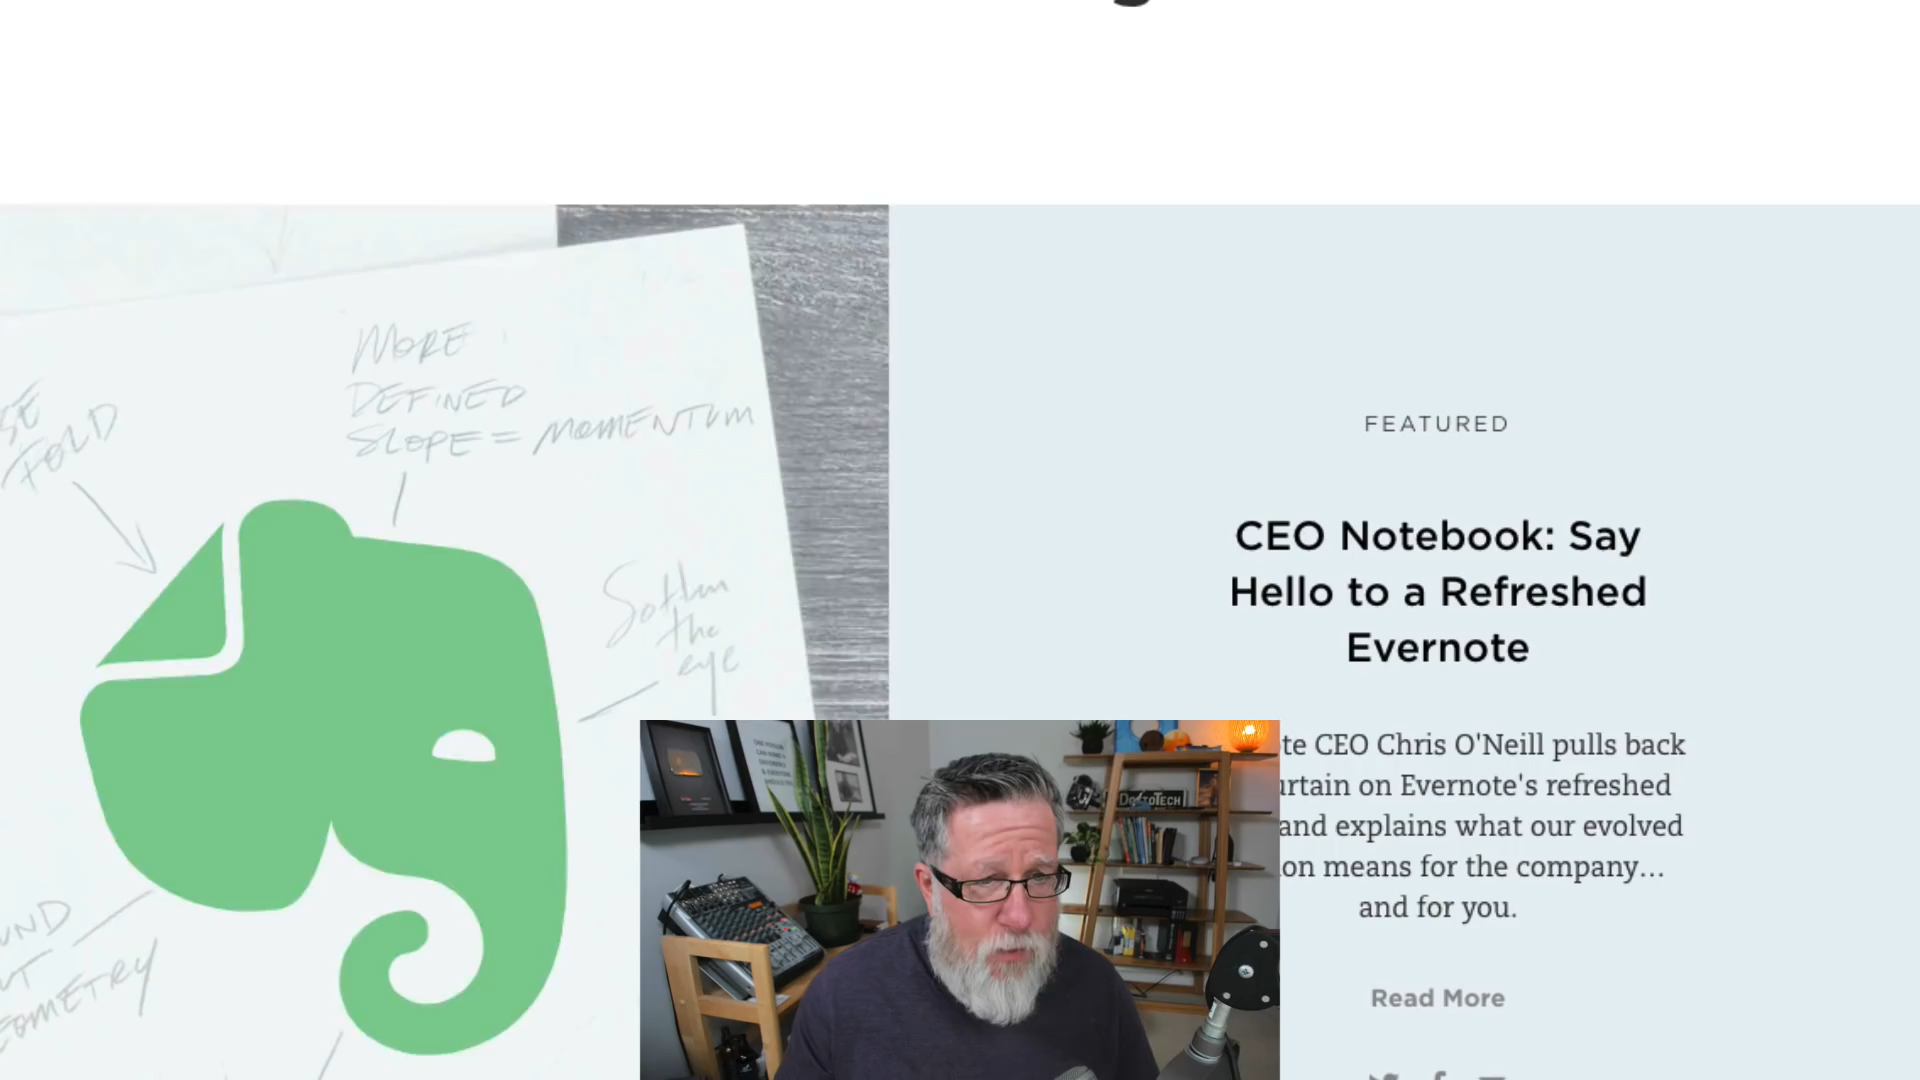 MORE
DEFINED
SLOPE = MOMENTUM
FOLD
Soften
the
eye
FEATURED
CEO Notebook: Say
Hello to a Refreshed
Evernote
te CEO Chris O'Neill pulls back
urtain on Evernote's refreshed
and explains what our evolved
on means for the company...
and for you.
Read More
DOTTOTECH